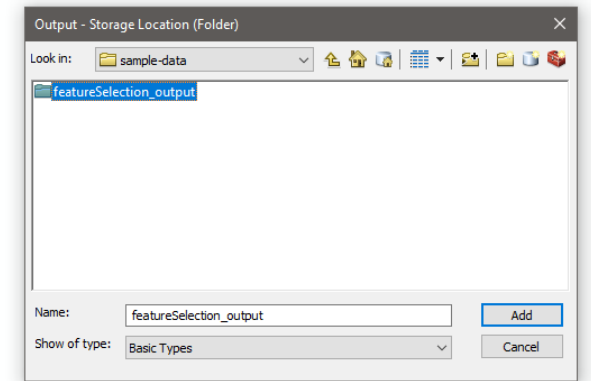 Output - Storage Location (Folder)
Look in: sample-data
featureSelection_output
Name: featureSelection_output Add
Show of type: Basic Types Cancel